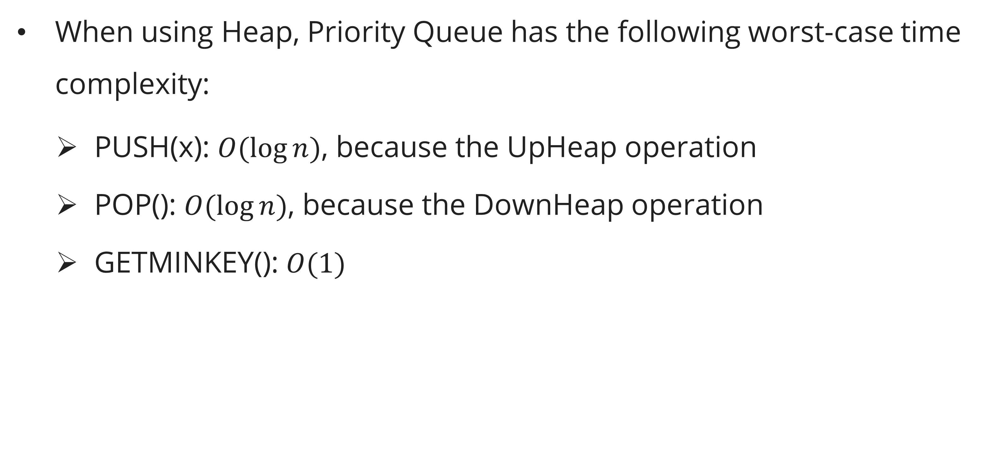 • When using Heap, Priority Queue has the following worst-case time
complexity:
➢ PUSH(x): O(log n), because the UpHeap operation
➢ POP(): O(log n), because the DownHeap operation
➢ GETMINKEY(): O(1)